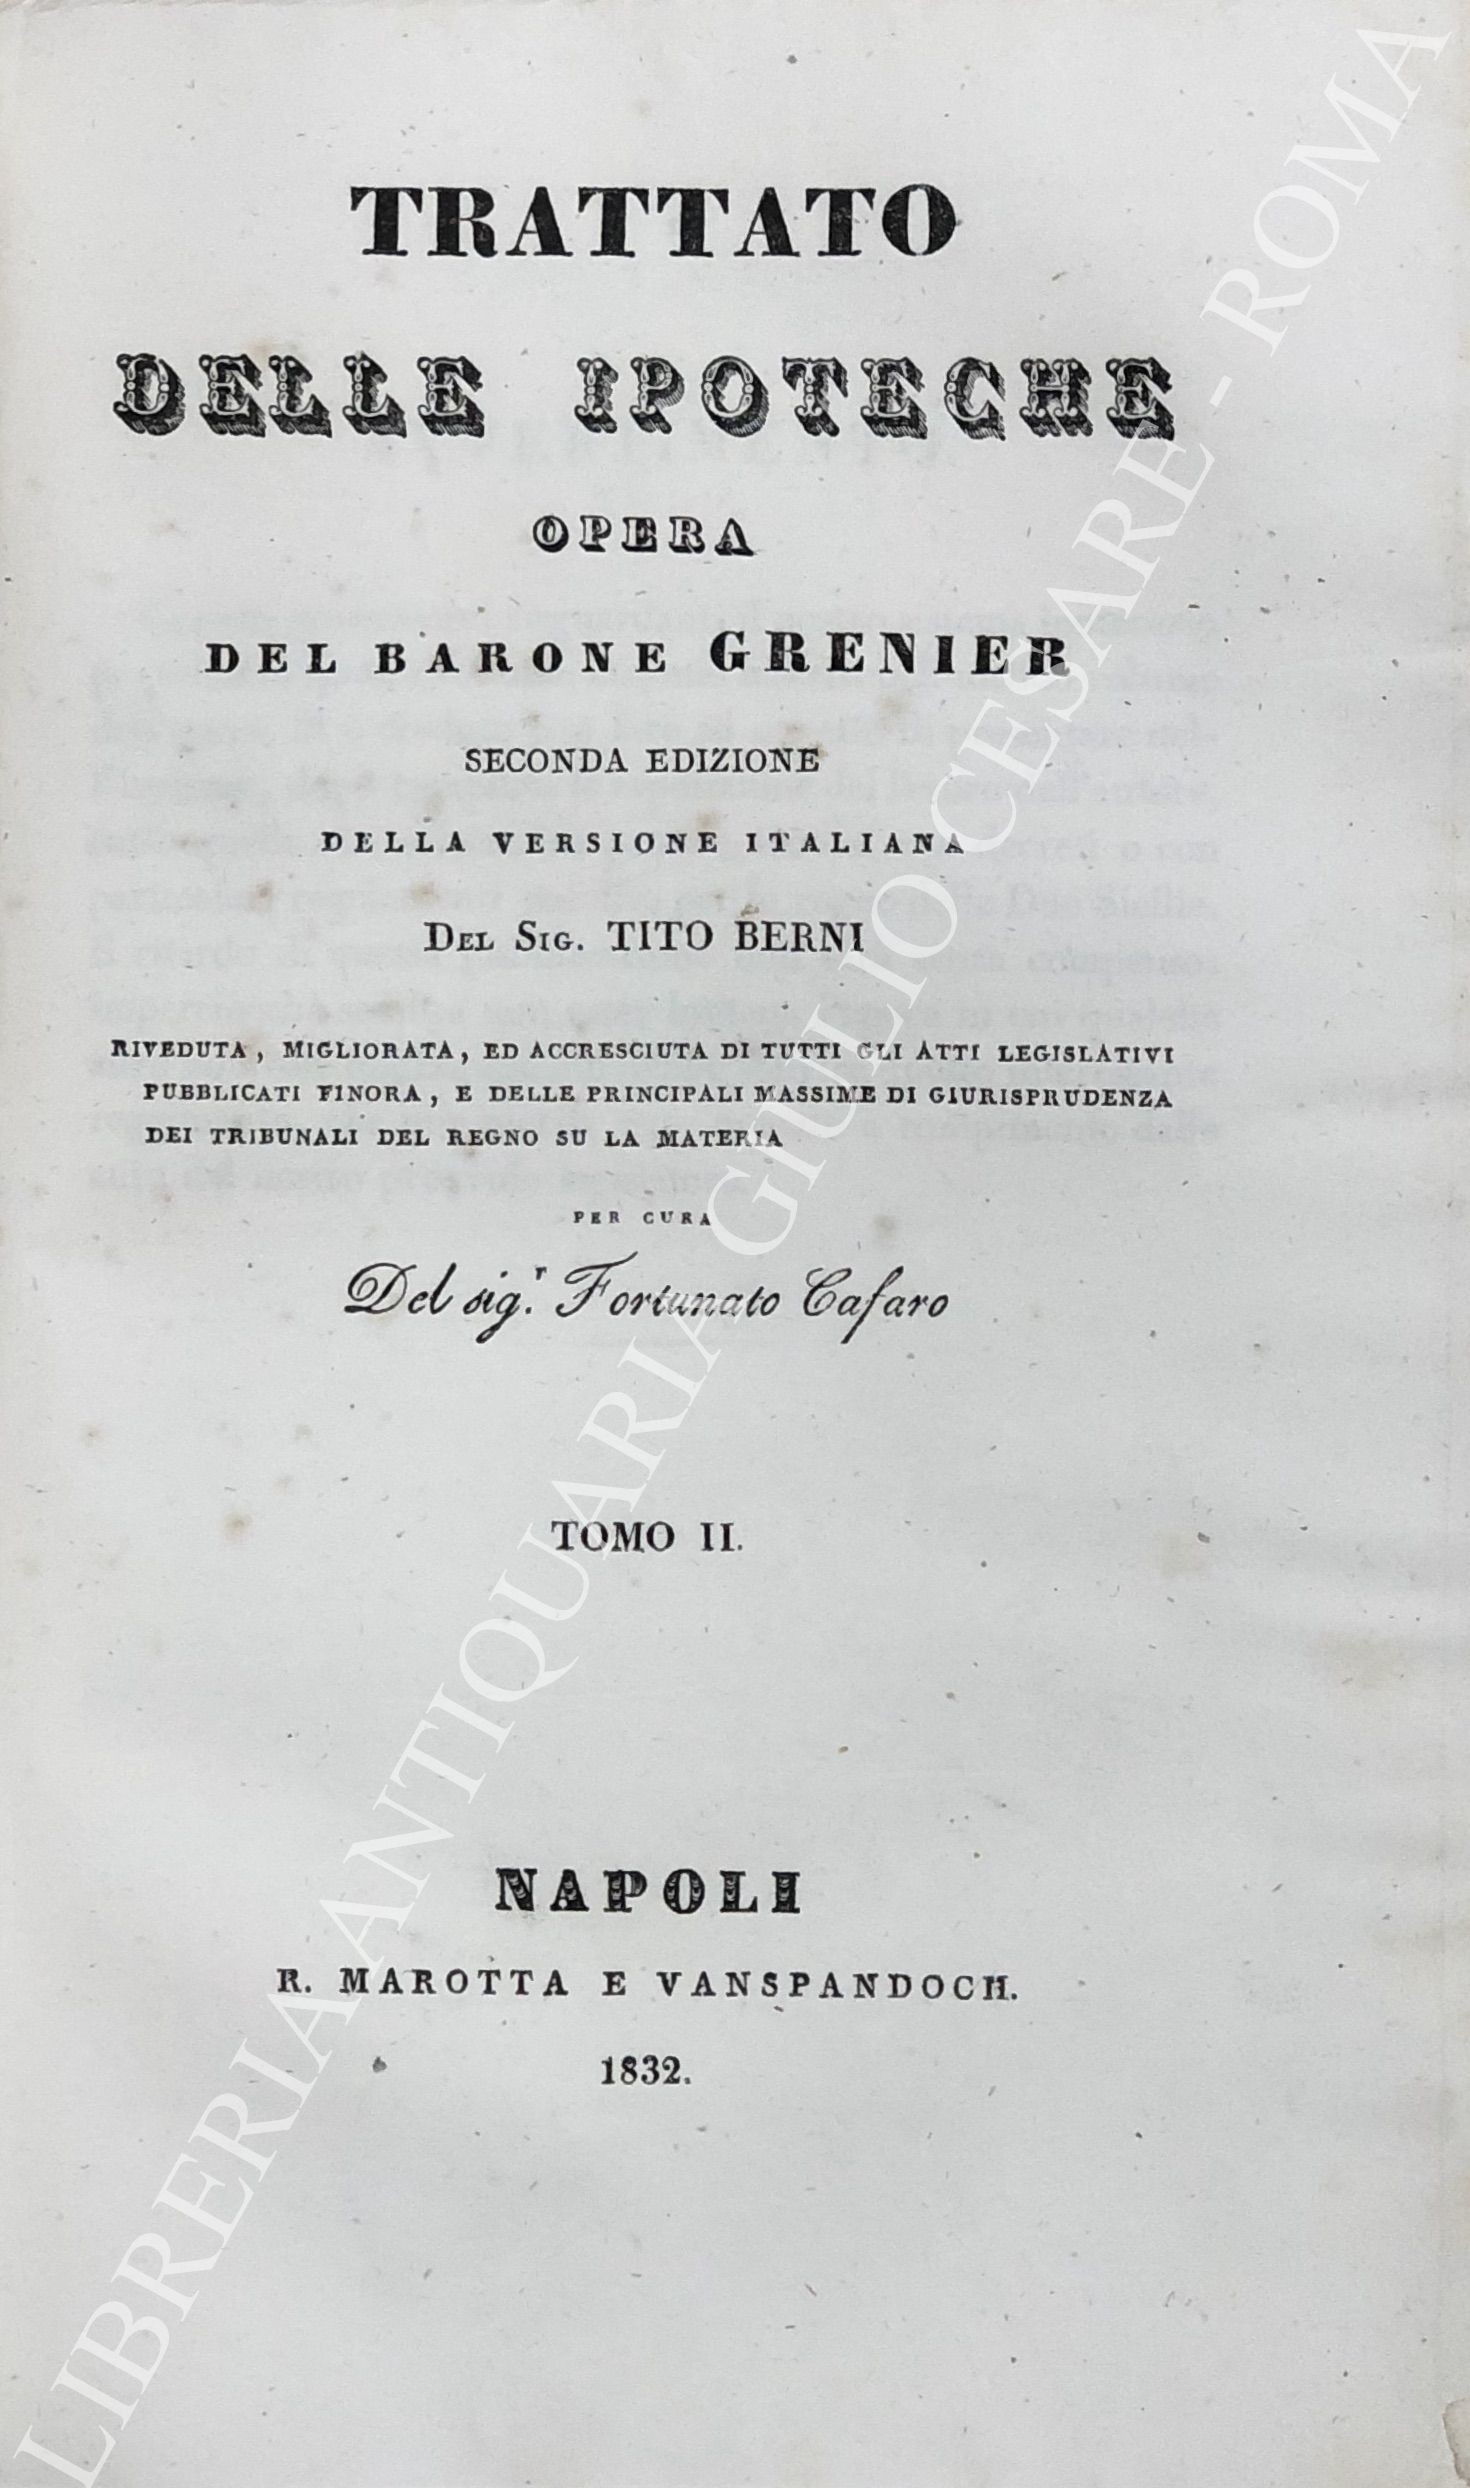 TRATTATO
DELLE IPOTECHE
OPERA
DEL BARONE GRENIER
SECONDA EDIZIONE
DELLA VERSIONE ITALIANA
DEL SIG. TITO BERNI
RIVEDUTA, MIGLIORATA, ED ACCRESCIUTA DI TUTTI GLI ATTI LEGISLATIVI
PUBBLICATI FINORA, E DELLE PRINCIPALI MASSIME DI GIURISPRUDENZA
DEI TRIBUNALI DEL REGNO SU LA MATERIA
PER CURA
Del sig.r Fortunato Cafaro
TOMO II.
NAPOLI
R. MAROTTA E VANSPANDOCH.
1832.
LIBRERIA ANTIQUARIA GIULIO CESARE - ROMA